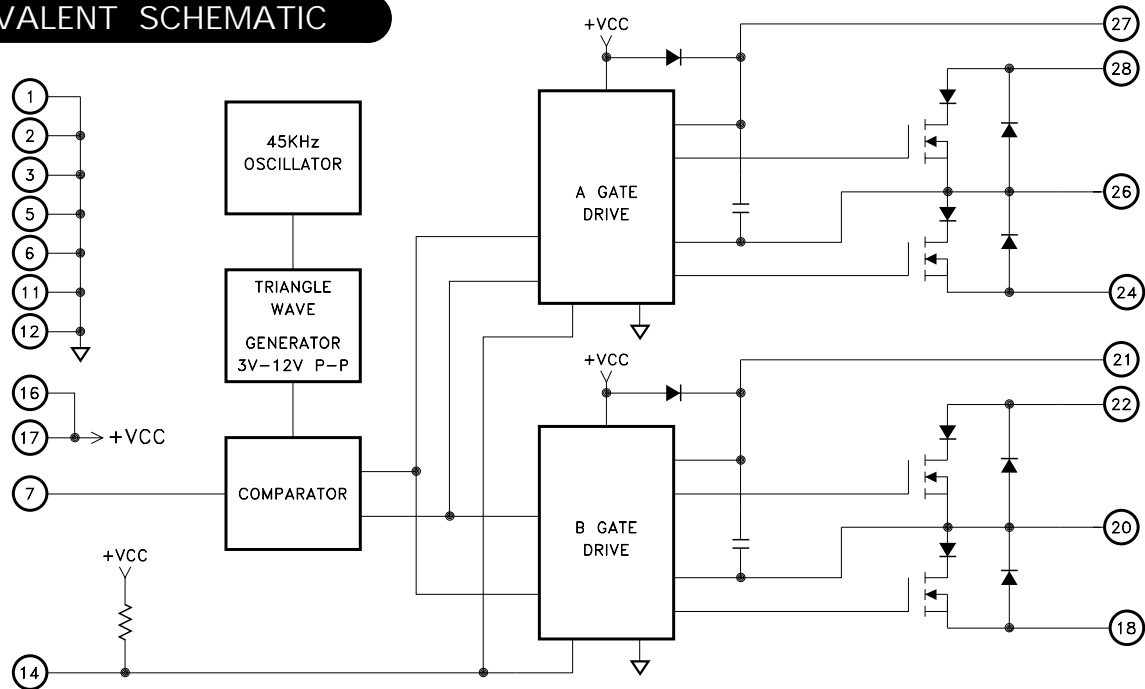 VALENT SCHEMATIC
1
2
3
5
6
11
12
16
17
+VCC
7
+VCC
14
45KHz
OSCILLATOR
TRIANGLE
WAVE
GENERATOR
3V-12V P-P
COMPARATOR
+VCC
A GATE
DRIVE
+VCC
B GATE
DRIVE
27
28
26
24
21
22
20
18